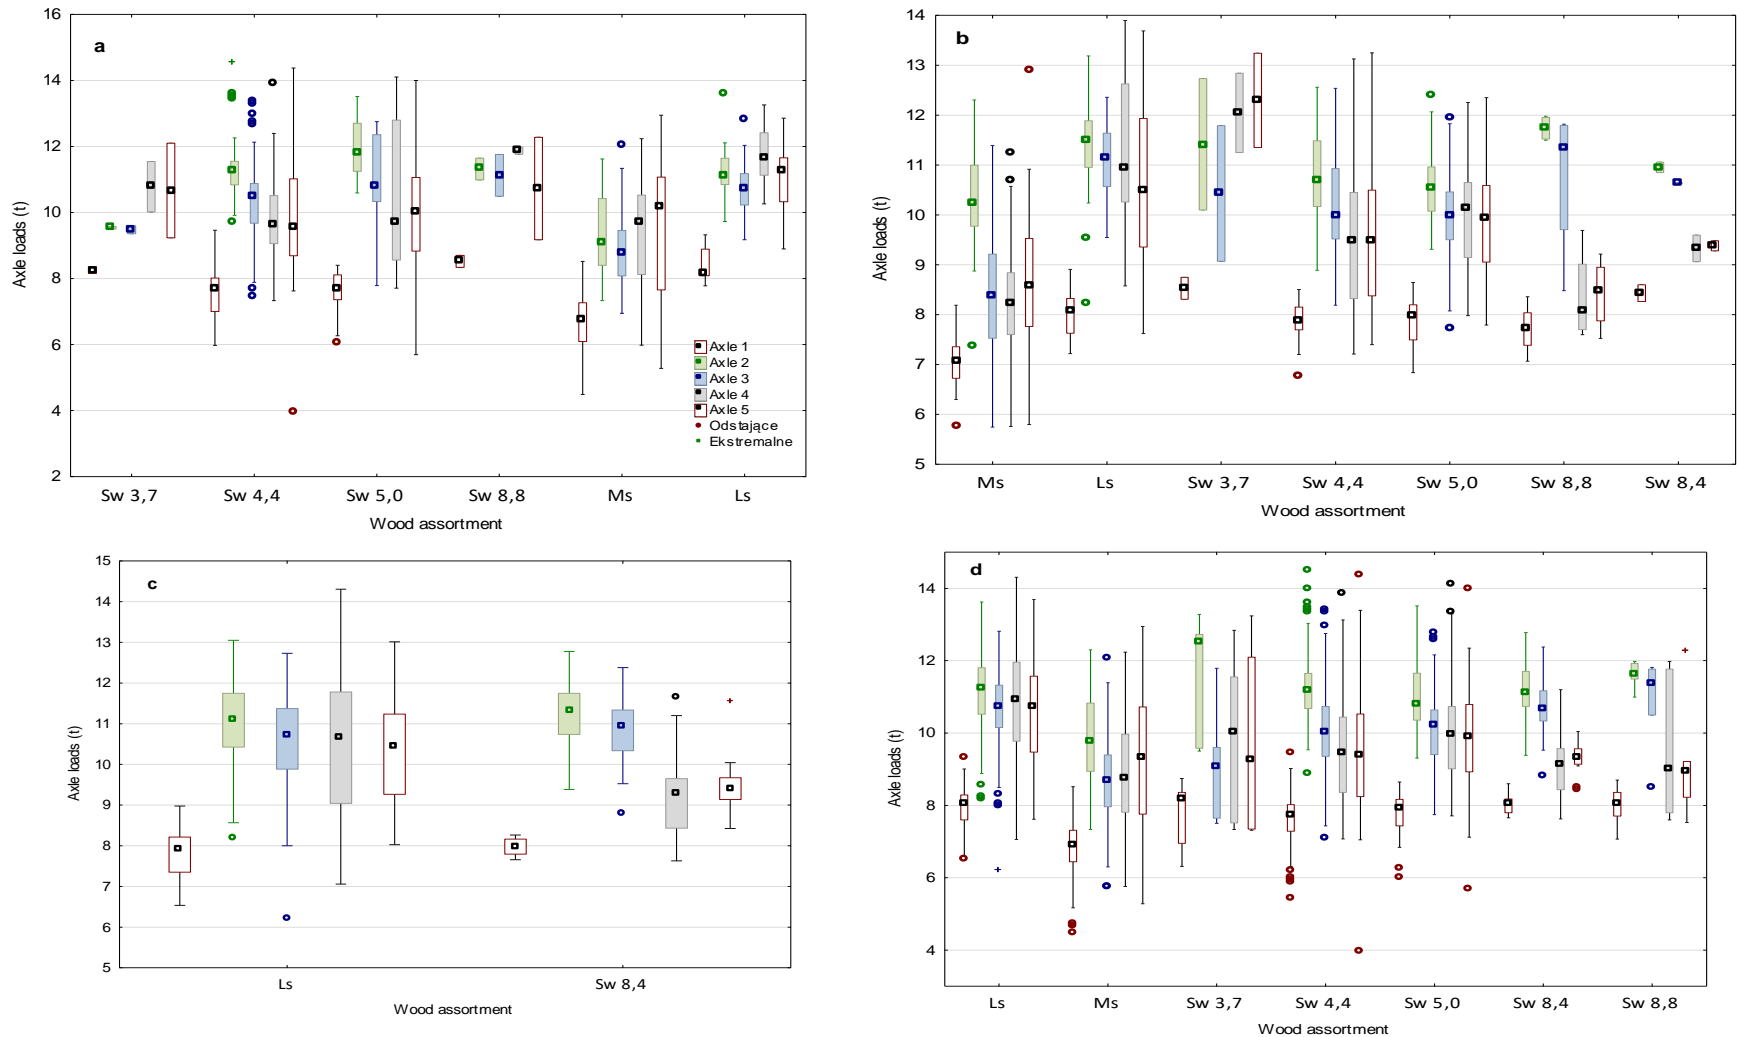 a
16
14
12
10
8
6
4
2
Axle loads (t)
Axle 1
Axle 2
Axle 3
Axle 4
Axle 5
Odstające
Ekstremalne
Sw 3,7 Sw 4,4 Sw 5,0 Sw 8,8 Ms Ls
Wood assortment
b
14
13
12
11
10
9
8
7
6
5
Axle loads (t)
Ms Ls Sw 3,7 Sw 4,4 Sw 5,0 Sw 8,8 Sw 8,4
Wood assortment
c
15
14
13
12
11
10
9
8
7
6
5
Axle loads (t)
Ls Sw 8,4
Wood assortment
d
14
12
10
8
6
4
Axle loads (t)
Ls Ms Sw 3,7 Sw 4,4 Sw 5,0 Sw 8,4 Sw 8,8
Wood assortment